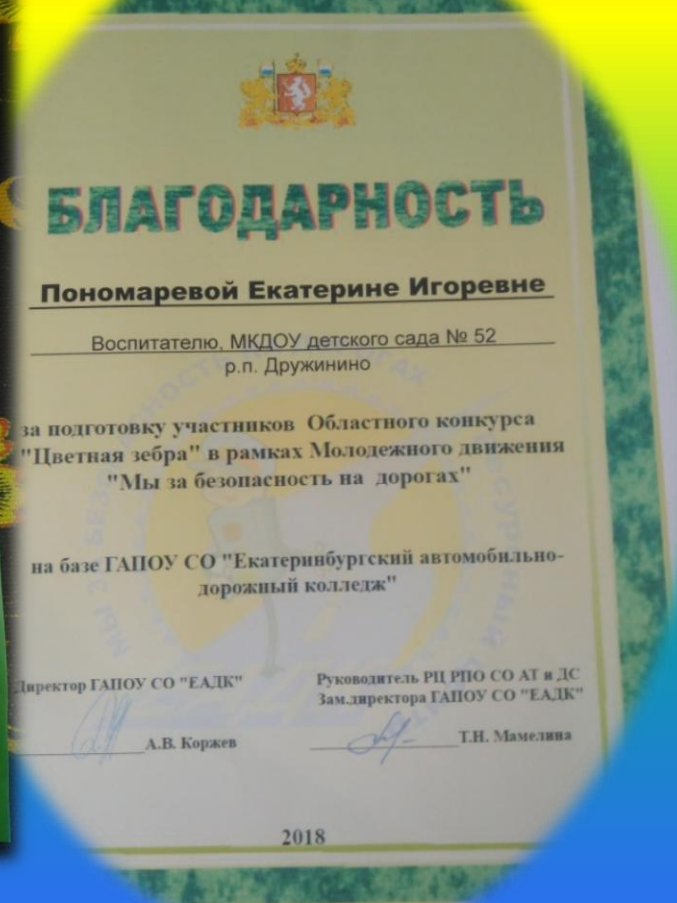 БЛАГОДАРНОСТЬ
Пономаревой Екатерине Игоревне
Воспитателю, МКДОУ детского сада № 52
р.п. Дружинино
за подготовку участников Областного конкурса
"Цветная зебра" в рамках Молодежного движения
"Мы за безопасность на дорогах"
на базе ГАПОУ СО "Екатеринбургский автомобильно-
дорожный колледж"
Директор ГАПОУ СО "ЕАДК"
А.В. Коржев
Руководитель РЦ РПО СО АТ и ДС
Зам.директора ГАПОУ СО "ЕАДК"
Т.Н. Мамелина
2018